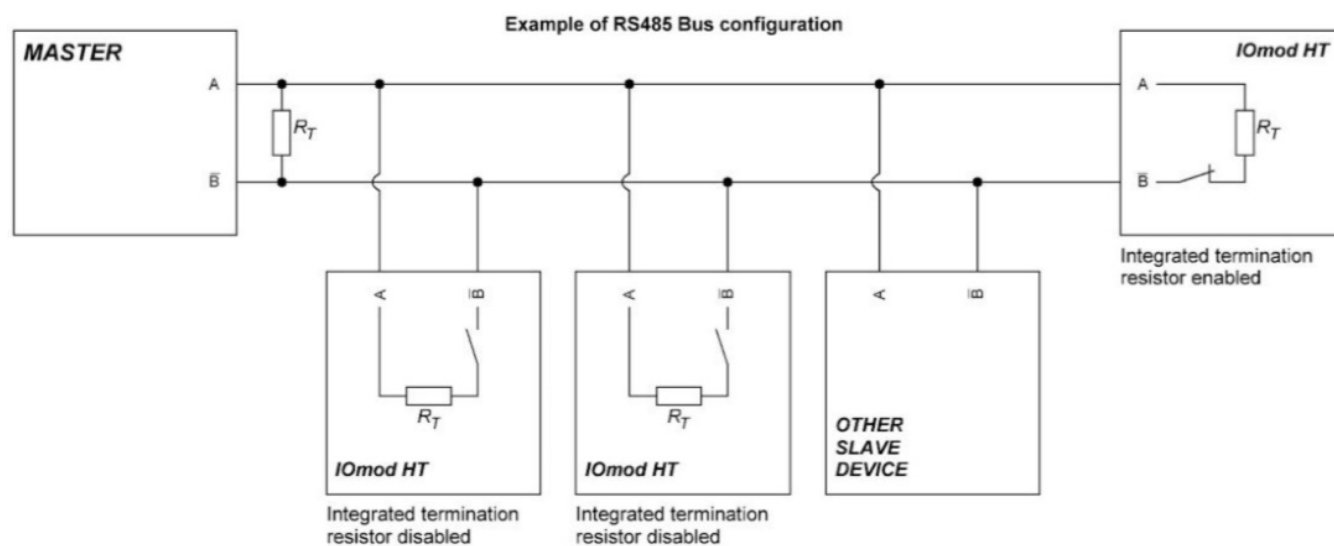 Example of RS485 Bus configuration
MASTER
IOmod HT
A
R_T
A
R_T
B̅
B̅
Integrated termination
resistor enabled
A
B̅
A
B̅
A
B̅
R_T
R_T
OTHER
SLAVE
DEVICE
IOmod HT
IOmod HT
Integrated termination
resistor disabled
Integrated termination
resistor disabled